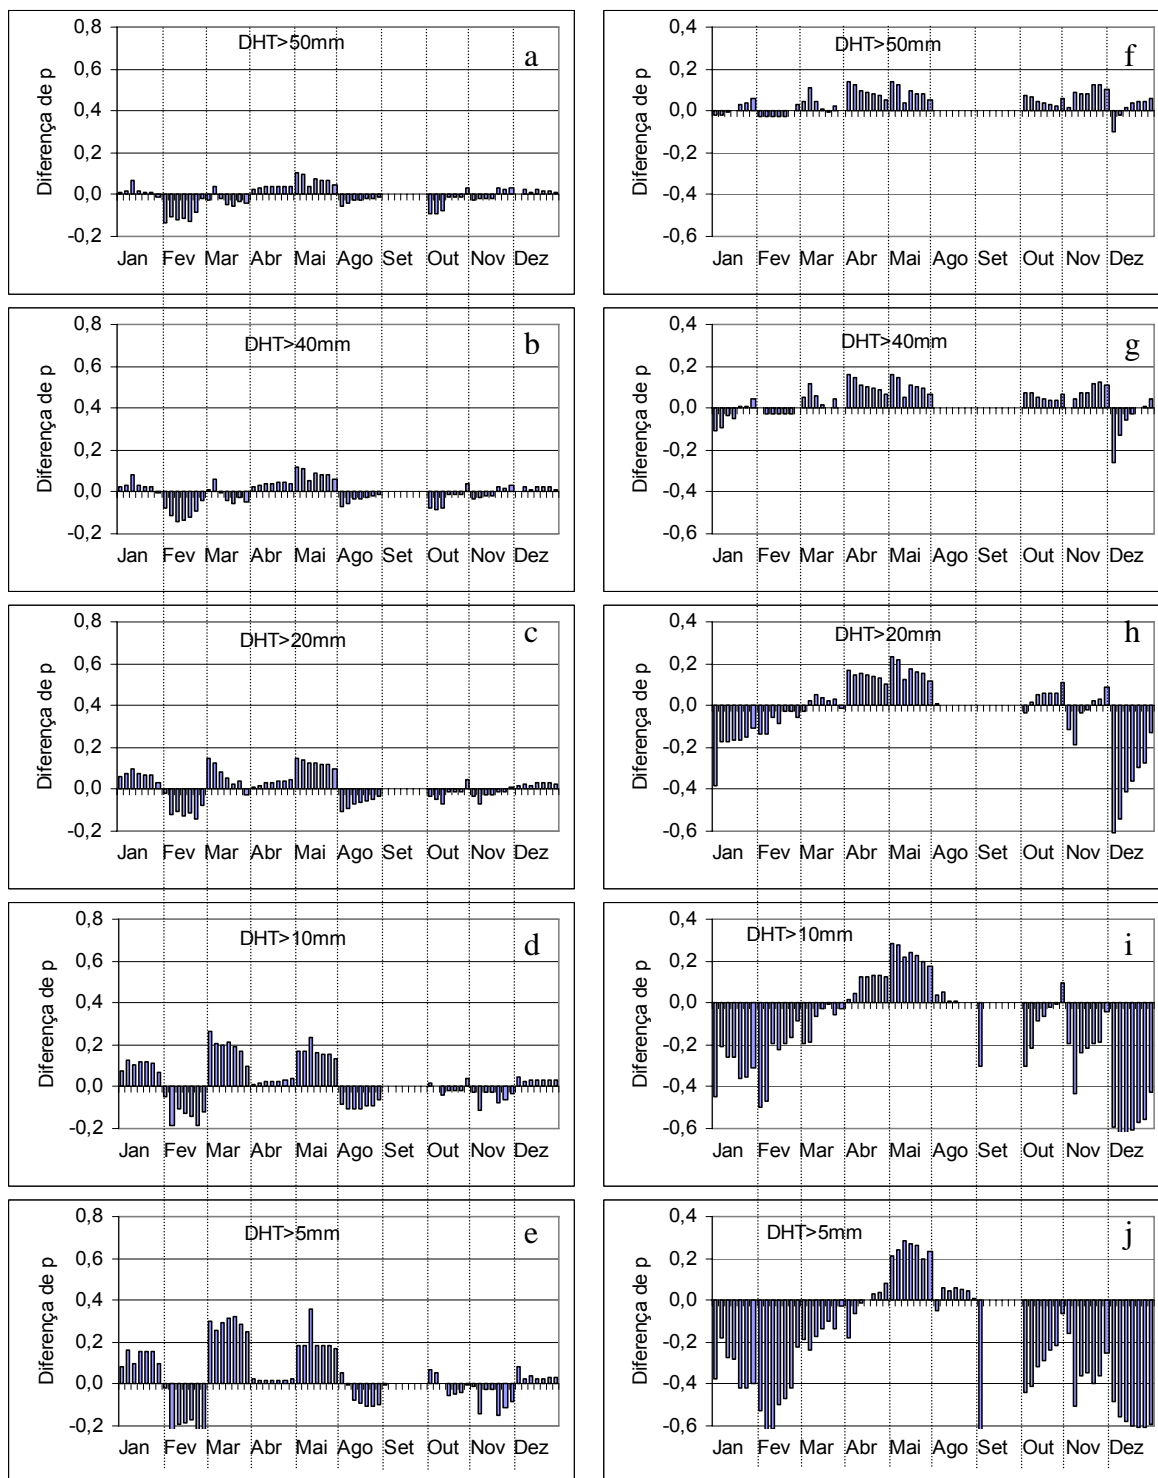 DHT>50mm
a
Diferença de p
0,8
0,6
0,4
0,2
0,0
-0,2
Jan Fev Mar Abr Mai Ago Set Out Nov Dez
DHT>50mm
f
Diferença de p
0,4
0,2
0,0
-0,2
-0,4
-0,6
Jan Fev Mar Abr Mai Ago Set Out Nov Dez
DHT>40mm
b
Diferença de p
0,8
0,6
0,4
0,2
0,0
-0,2
Jan Fev Mar Abr Mai Ago Set Out Nov Dez
DHT>40mm
g
Diferença de p
0,4
0,2
0,0
-0,2
-0,4
-0,6
Jan Fev Mar Abr Mai Ago Set Out Nov Dez
DHT>20mm
c
Diferença de p
0,8
0,6
0,4
0,2
0,0
-0,2
Jan Fev Mar Abr Mai Ago Set Out Nov Dez
DHT>20mm
h
Diferença de p
0,4
0,2
0,0
-0,2
-0,4
-0,6
Jan Fev Mar Abr Mai Ago Set Out Nov Dez
DHT>10mm
d
Diferença de p
0,8
0,6
0,4
0,2
0,0
-0,2
Jan Fev Mar Abr Mai Ago Set Out Nov Dez
DHT>10mm
i
Diferença de p
0,4
0,2
0,0
-0,2
-0,4
-0,6
Jan Fev Mar Abr Mai Ago Set Out Nov Dez
DHT>5mm
e
Diferença de p
0,8
0,6
0,4
0,2
0,0
-0,2
Jan Fev Mar Abr Mai Ago Set Out Nov Dez
DHT>5mm
j
Diferença de p
0,4
0,2
0,0
-0,2
-0,4
-0,6
Jan Fev Mar Abr Mai Ago Set Out Nov Dez